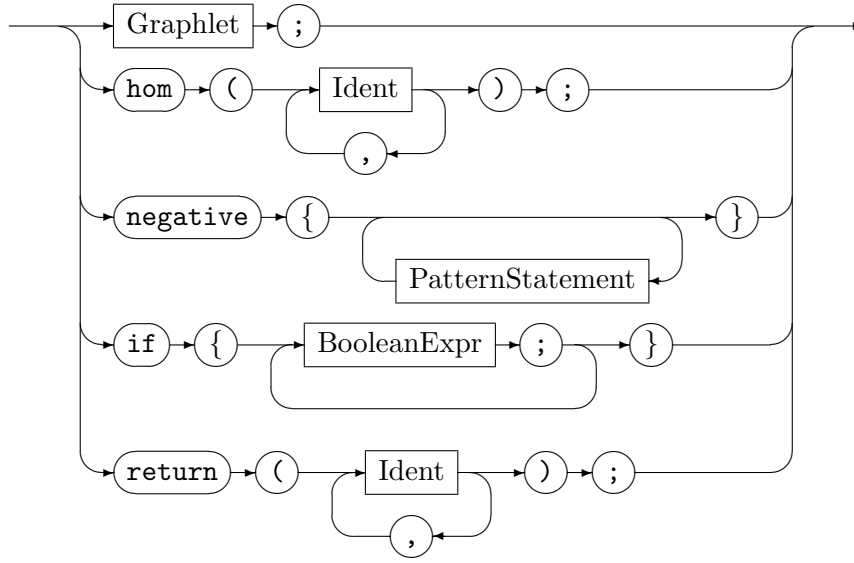 Graphlet ;
hom ( Ident ) ;
,
negative { }
PatternStatement
if { BooleanExpr ; }
return ( Ident ) ;
,